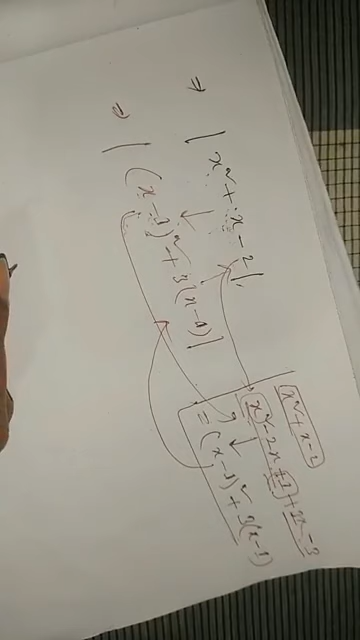 ⇒ |x² + x - 2|
⇒ |(x-1)² + 3(x-1)|
x² + x - 2
x² - 2x + 1 + 3x - 3
= (x-1)² + 3(x-1)